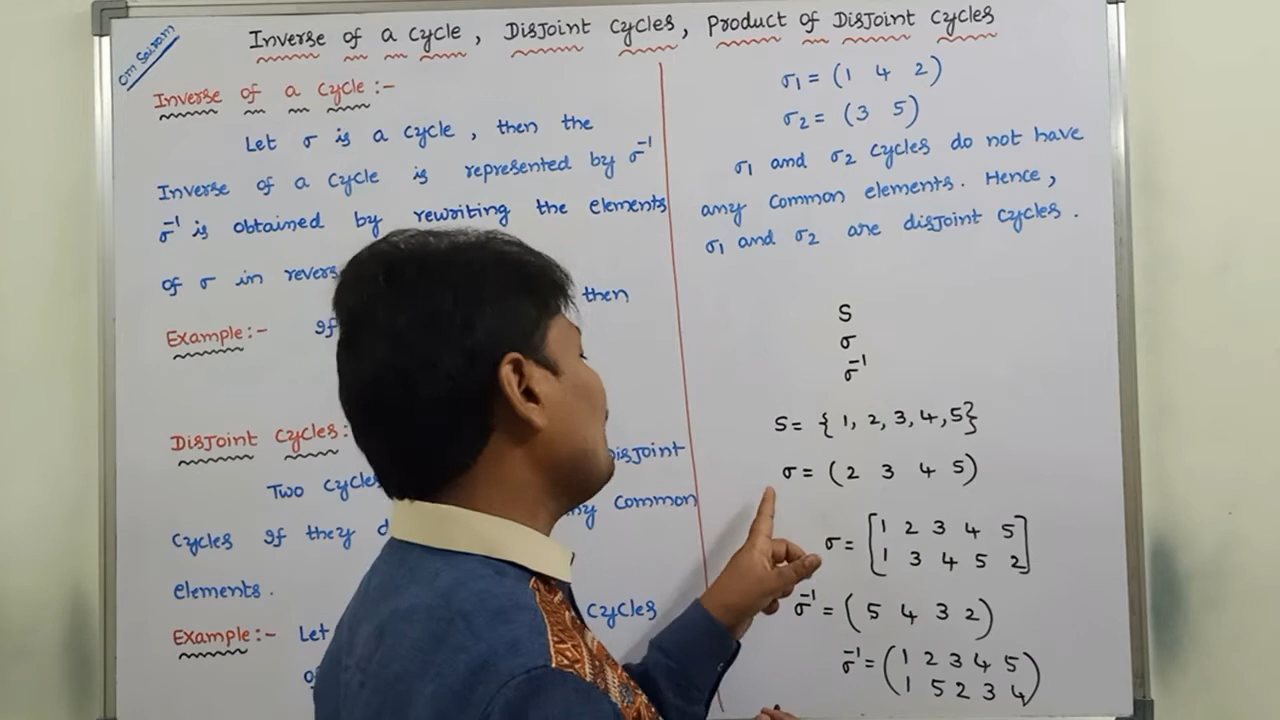 Om Sairam
Inverse of a cycle, Disjoint cycles, Product of Disjoint cycles
Inverse of a cycle:-
Let σ is a cycle, then the
Inverse of a cycle is represented by σ⁻¹
σ⁻¹ is obtained by rewriting the elements
of σ in
then
Example:- If
Disjoint cycles:
Two
Disjoint
cycles if they
common
elements.
Example:- Let
cycles
σ1 = (1 4 2)
σ2 = (3 5)
σ1 and σ2 cycles do not have
any common elements. Hence,
σ1 and σ2 are disjoint cycles.
S
σ
σ⁻¹
S = {1, 2, 3, 4, 5}
σ = (2 3 4 5)
σ = [1 2 3 4 5
1 3 4 5 2]
σ⁻¹ = (5 4 3 2)
σ⁻¹ = (1 2 3 4 5
1 5 2 3 4)